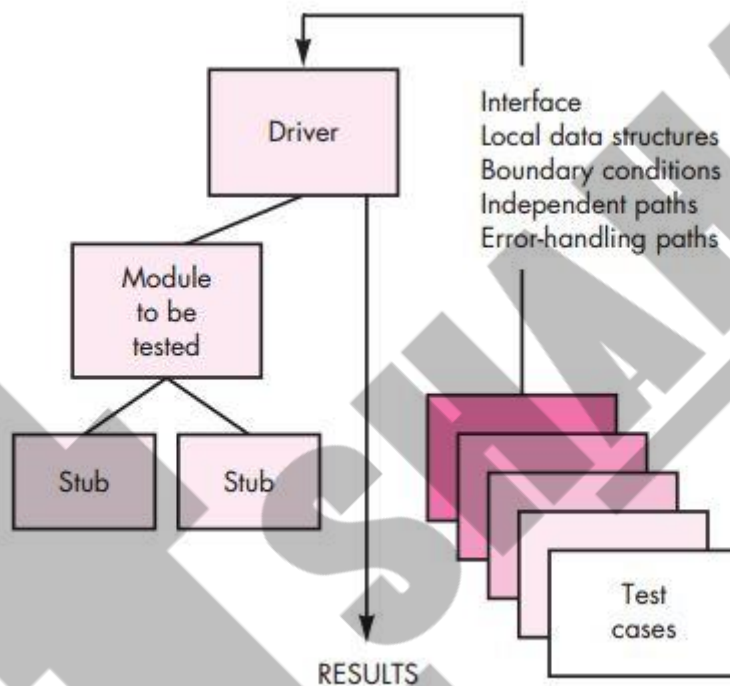 Driver
Interface
Local data structures
Boundary conditions
Independent paths
Error-handling paths
Module
to be
tested
Stub
Stub
Test
cases
RESULTS